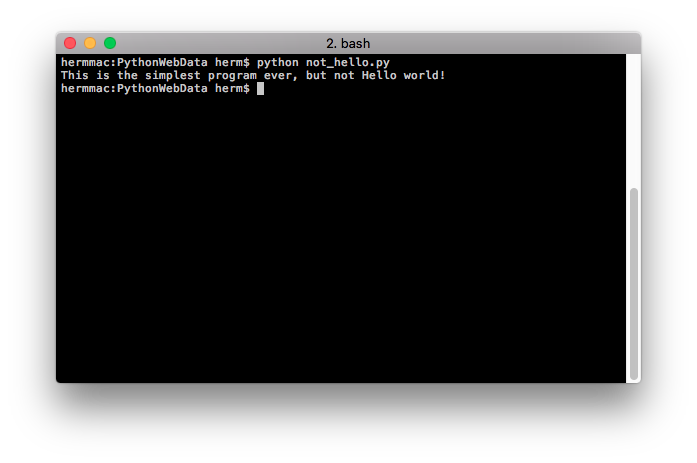 2. bash
hermmac:PythonWebData herm$ python not_hello.py
This is the simplest program ever, but not Hello world!
hermmac:PythonWebData herm$